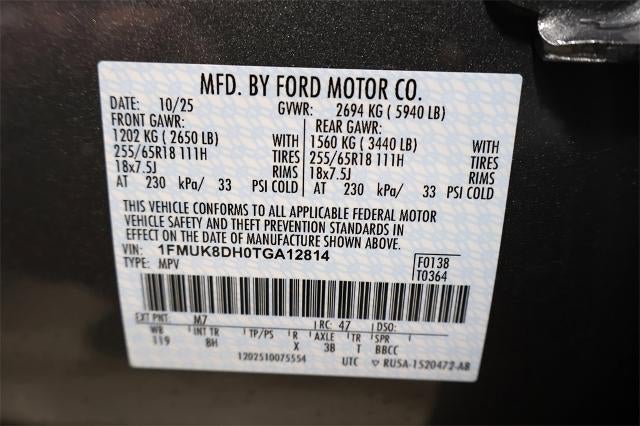 MFD. BY FORD MOTOR CO.
DATE: 10/25 GVWR: 2694 KG ( 5940 LB)
FRONT GAWR: REAR GAWR:
1202 KG ( 2650 LB) WITH 1560 KG ( 3440 LB) WITH
255/65R18 111H TIRES 255/65R18 111H TIRES
18x7.5J RIMS 18x7.5J RIMS
AT 230 kPa/ 33 PSI COLD AT 230 kPa/ 33 PSI COLD
THIS VEHICLE CONFORMS TO ALL APPLICABLE FEDERAL MOTOR
VEHICLE SAFETY AND THEFT PREVENTION STANDARDS IN
EFFECT ON THE DATE OF MANUFACTURE SHOWN ABOVE.
VIN: 1FMUK8DH0TGA12814 F0138
TYPE: MPV T0364
EXT PNT: M7 RC: 47 DSO:
WB INT TR TP/PS R AXLE TR SPR
119 8H X 3B T BBCC
1202510075554 UTC RU5A-1520472-AB